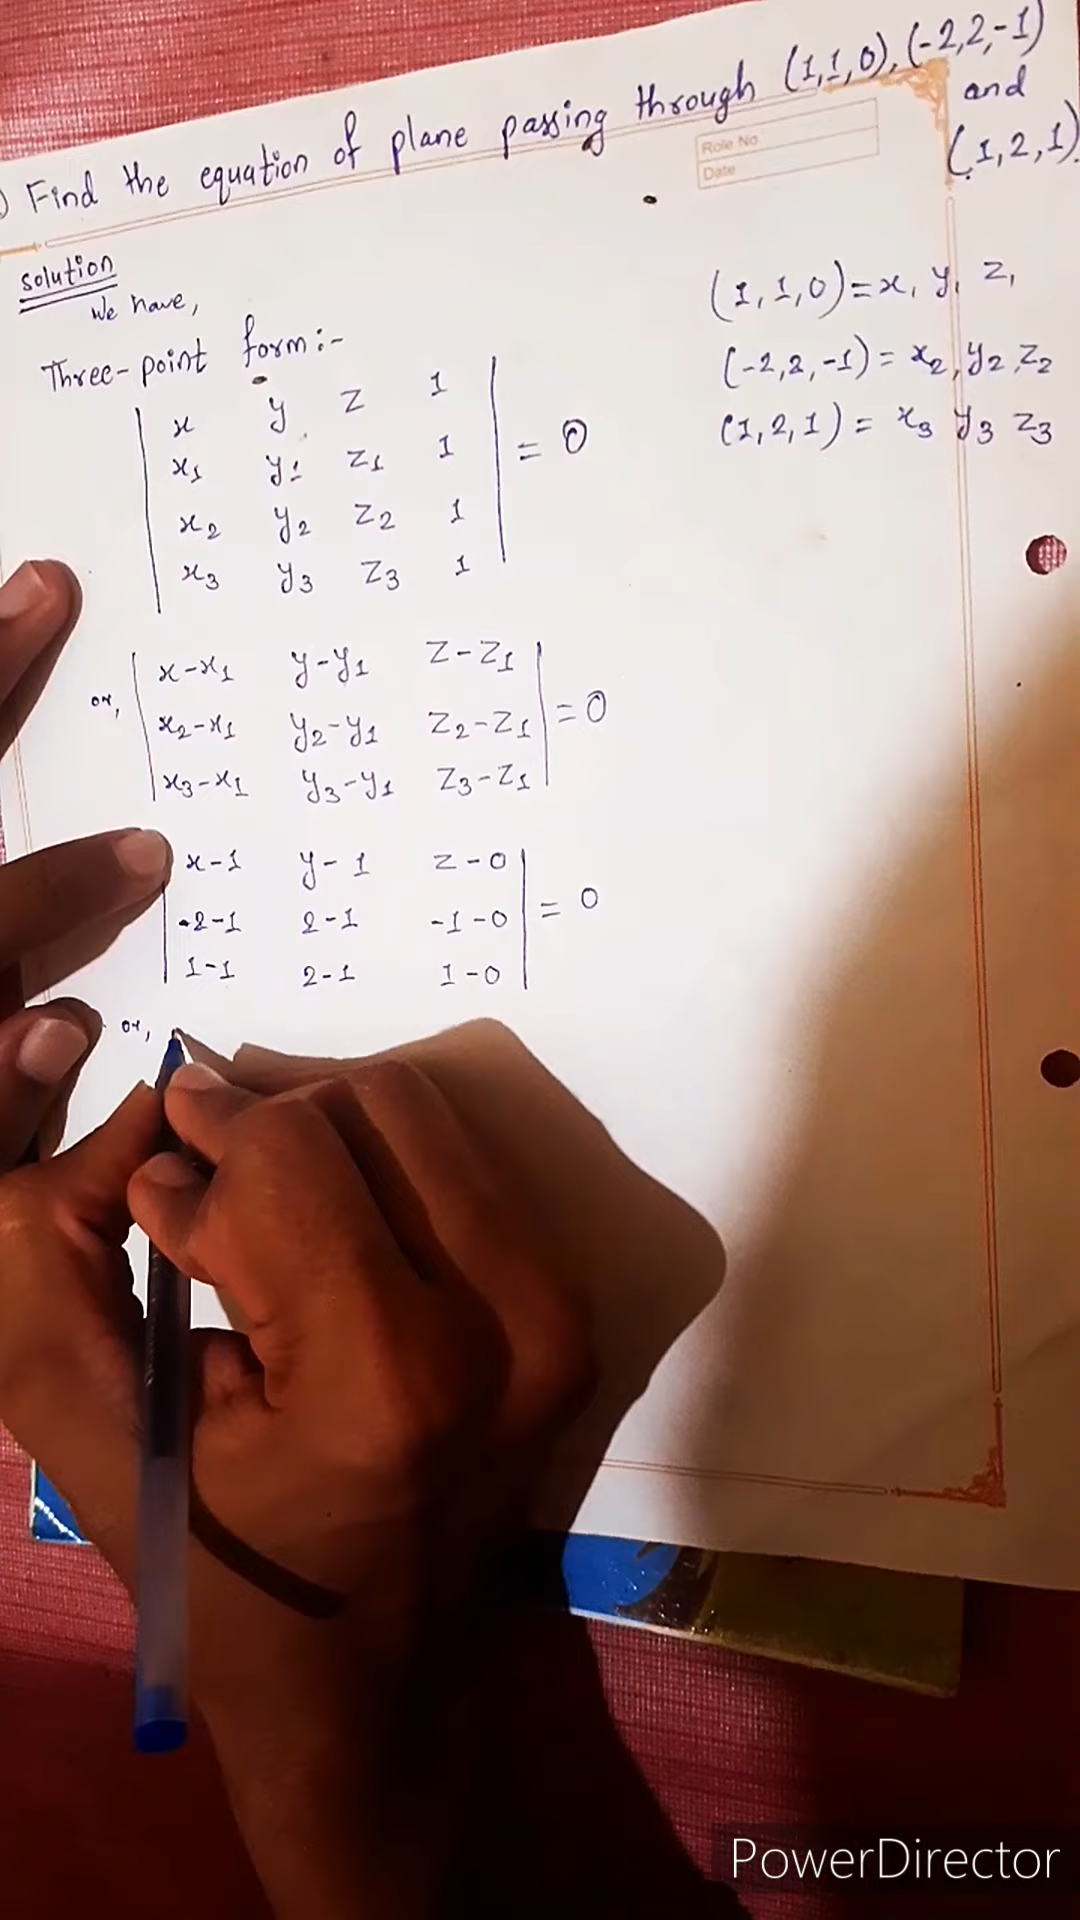 ) Find the equation of plane passing through (1,1,0), (-2,2,-1)
and
(1,2,1).
Role No
Date
solution
We have,
Three-point form:-
| x y z 1 |
| x1 y1 z1 1 | = 0
| x2 y2 z2 1 |
| x3 y3 z3 1 |
(1,1,0) = x, y, z,
(-2,2,-1) = x2, y2, z2
(1,2,1) = x3 y3 z3
| x-x1 y-y1 z-z1 |
or, | x2-x1 y2-y1 z2-z1 | = 0
| x3-x1 y3-y1 z3-z1 |
| x-1 y-1 z-0 |
| -2-1 2-1 -1-0 | = 0
| 1-1 2-1 1-0 |
or,
PowerDirector